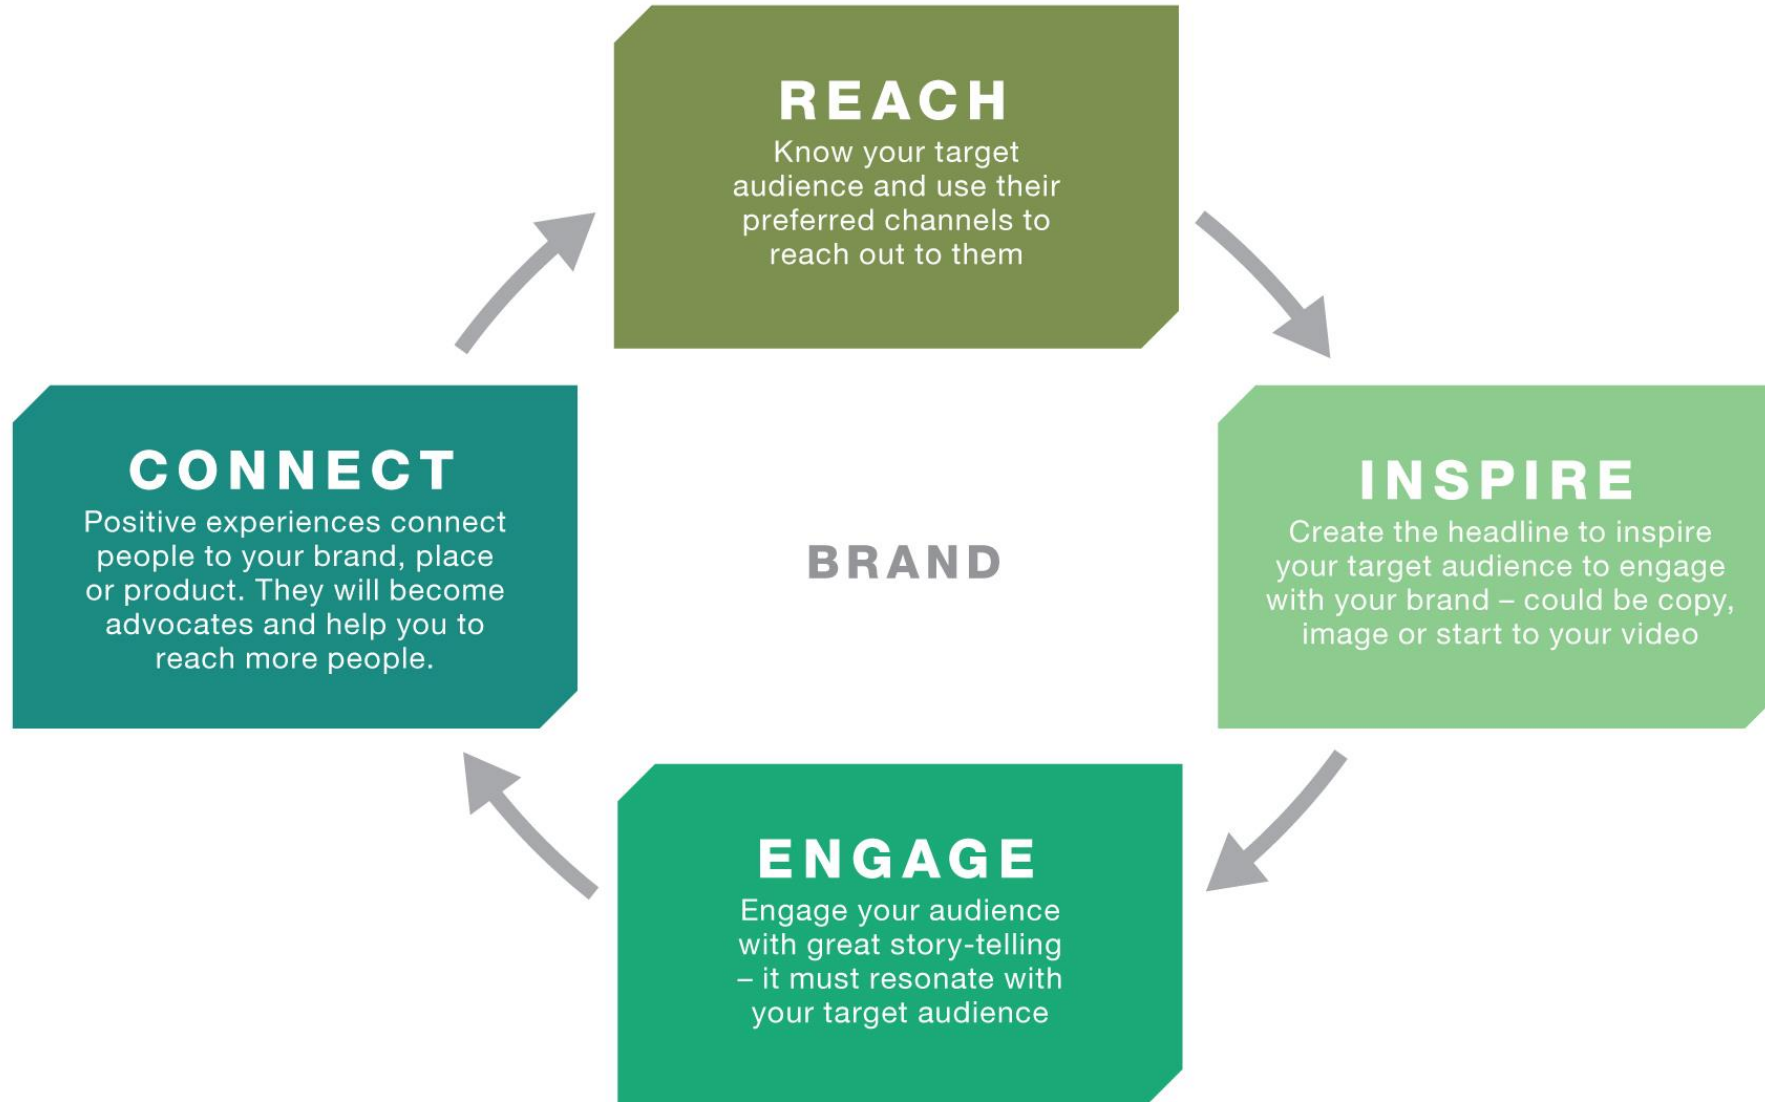 REACH
Know your target
audience and use their
preferred channels to
reach out to them
INSPIRE
Create the headline to inspire
your target audience to engage
with your brand – could be copy,
image or start to your video
ENGAGE
Engage your audience
with great story-telling
– it must resonate with
your target audience
CONNECT
Positive experiences connect
people to your brand, place
or product. They will become
advocates and help you to
reach more people.
BRAND